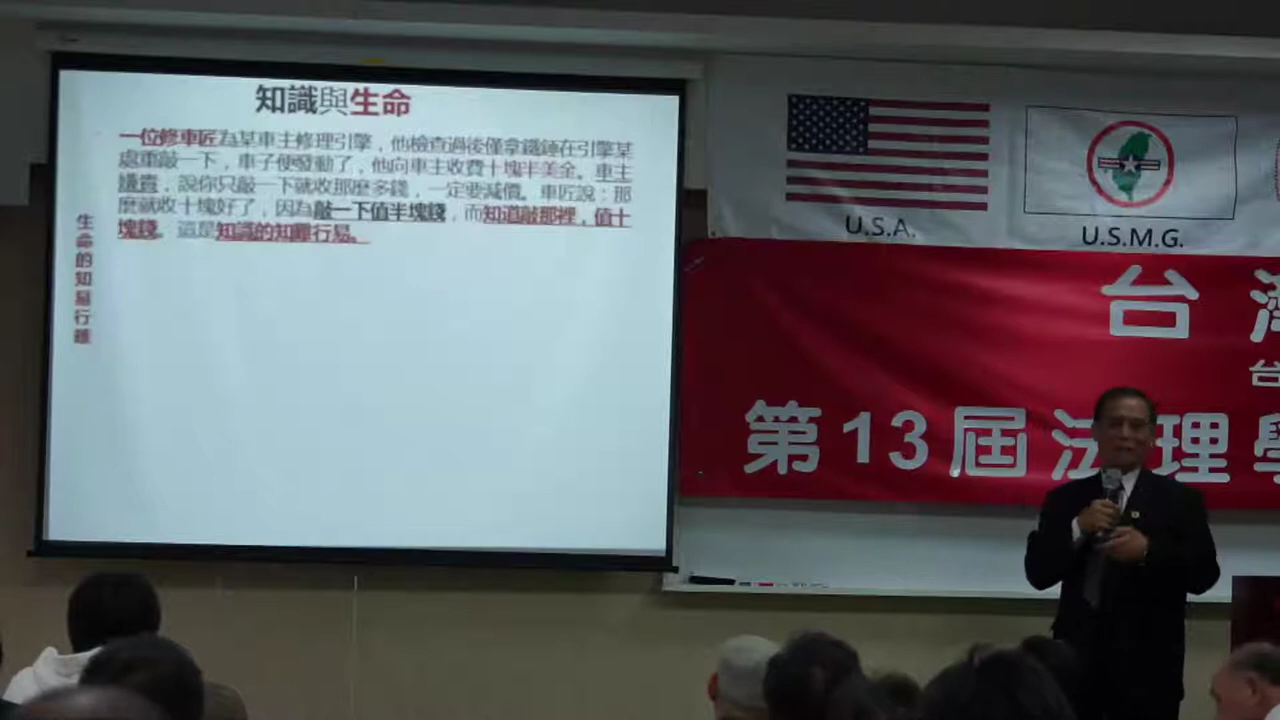 知識與生命
一位修車匠為某車主修理引擎，他檢查過後僅拿鐵鎚在引擎某
處重敲一下，車子便發動了，他向車主收費十塊半美金。車主
譴責，說你只敲一下就收那麼多錢，一定要減價。車匠說：那
麼就收十塊好了，因為敲一下值半塊錢，而知道敲那裡，值十
塊錢。這是知識的知難行易。
生命的知易行難
U.S.A.
U.S.M.G.
台
台
第13屆法理學